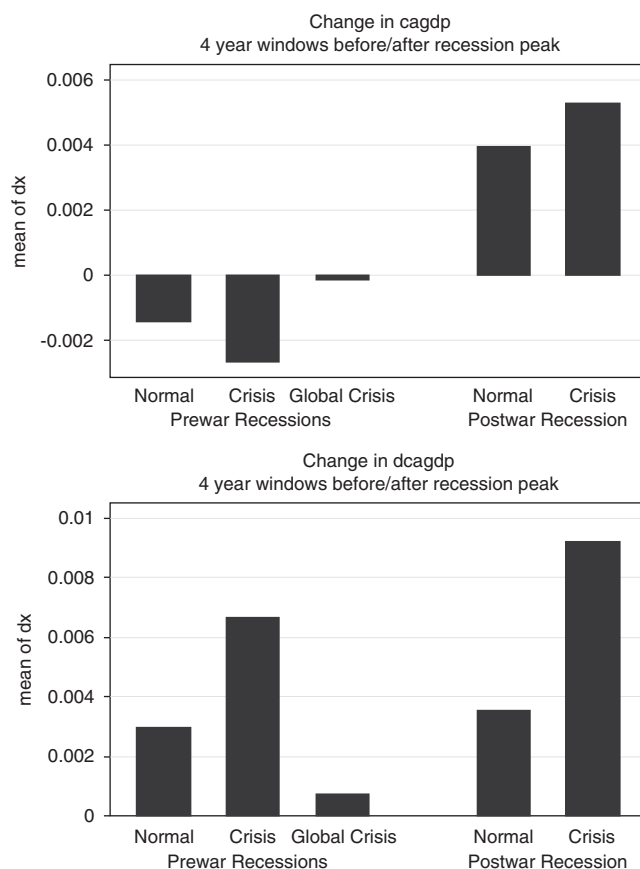 Change in cagdp
4 year windows before/after recession peak
mean of dx
0.006
0.004
0.002
0
-0.002
Normal Crisis Global Crisis Normal Crisis
Prewar Recessions Postwar Recession
Change in dcagdp
4 year windows before/after recession peak
mean of dx
0.01
0.008
0.006
0.004
0.002
0
Normal Crisis Global Crisis Normal Crisis
Prewar Recessions Postwar Recession